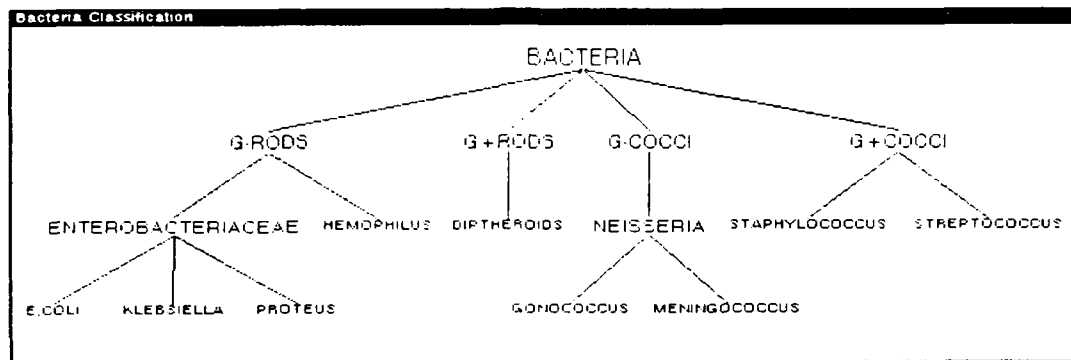 Bacteria Classification
BACTERIA
G-RODS G+RODS G-COCCI G+COCCI
ENTEROBACTERIACEAE HEMOPHILUS DIPTHEROIDS NEISSERIA STAPHYLOCOCCUS STREPTOCOCCUS
E.COLI KLEBSIELLA PROTEUS GONOCOCCUS MENINGOCOCCUS